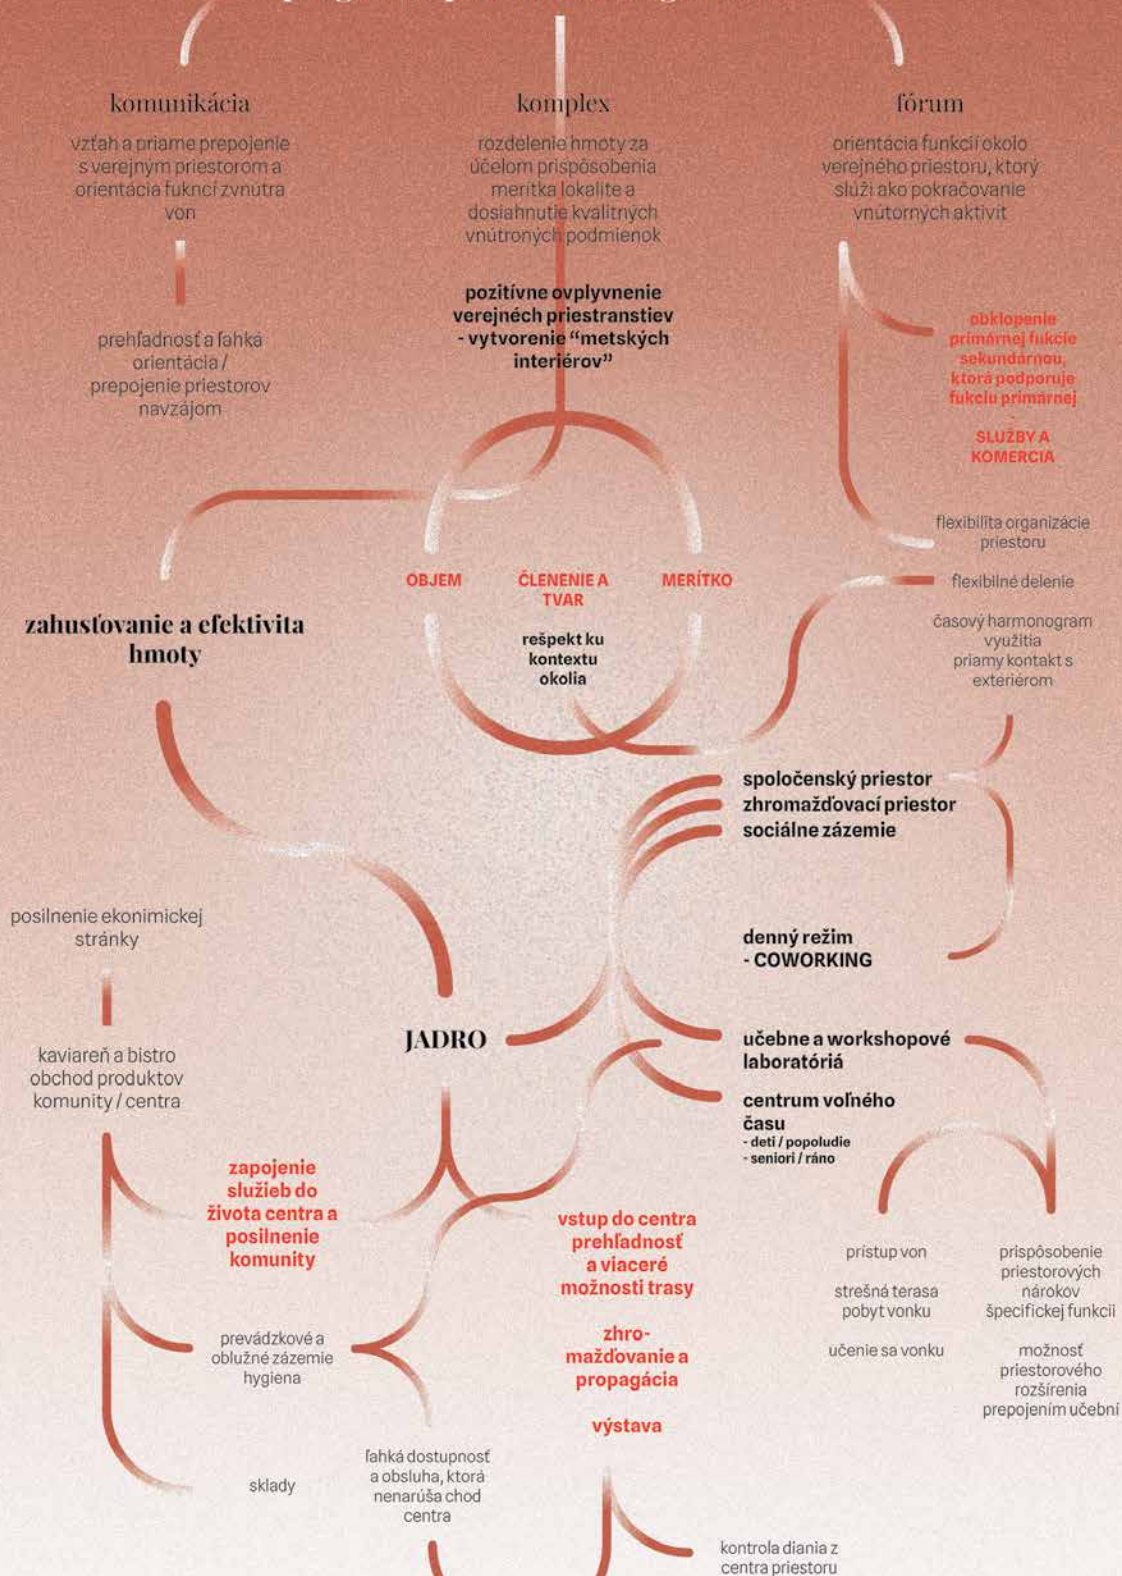 komunikácia
vzťah a priame prepojenie
s verejným priestorom a
orientácia fukncí zvnútra
von
prehľadnosť a ľahká
orientácia /
prepojenie priestorov
navzájom
komplex
rozdelenie hmoty za
účelom prispôsobenia
merítka lokalite a
dosiahnutie kvalitných
vnútroných podmienok
pozitívne ovplyvnenie
verejnéch priestranstiev
- vytvorenie “metských
interiérov”
fórum
orientácia funkcií okolo
verejného priestoru, ktorý
slúži ako pokračovanie
vnútorných aktivít
obklopenie
primárnej fukcie
sekundárnou,
ktorá podporuje
fukciu primárnej
-
SLUŽBY A
KOMERCIA
flexibilita organizácie
priestoru
flexibilné delenie
časový harmonogram
využitia
priamy kontakt s
exteriérom
OBJEM
ČLENENIE A
TVAR
MERÍTKO
rešpekt ku
kontextu
okolia
zahusťovanie a efektivita
hmoty
spoločenský priestor
zhromažďovací priestor
sociálne zázemie
denný režim
- COWORKING
posilnenie ekonimickej
stránky
kaviareň a bistro
obchod produktov
komunity / centra
JADRO
učebne a workshopové
laboratóriá
centrum voľného
času
- deti / popoludie
- seniori / ráno
zapojenie
služieb do
života centra a
posilnenie
komunity
vstup do centra
prehľadnosť
a viaceré
možnosti trasy
zhro-
mažďovanie a
propagácia
výstava
prístup von
strešná terasa
pobyt vonku
učenie sa vonku
prispôsobenie
priestorových
nárokov
špecifickej funkcii
možnosť
priestorového
rozšírenia
prepojením učební
prevádzkové a
oblužné zázemie
hygiena
sklady
ľahká dostupnosť
a obsluha, ktorá
nenarúša chod
centra
kontrola diania z
centra priestoru